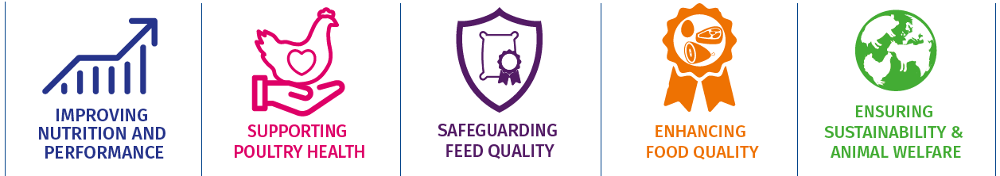 IMPROVING
NUTRITION AND
PERFORMANCE
SUPPORTING
POULTRY HEALTH
SAFEGUARDING
FEED QUALITY
ENHANCING
FOOD QUALITY
ENSURING
SUSTAINABILITY &
ANIMAL WELFARE